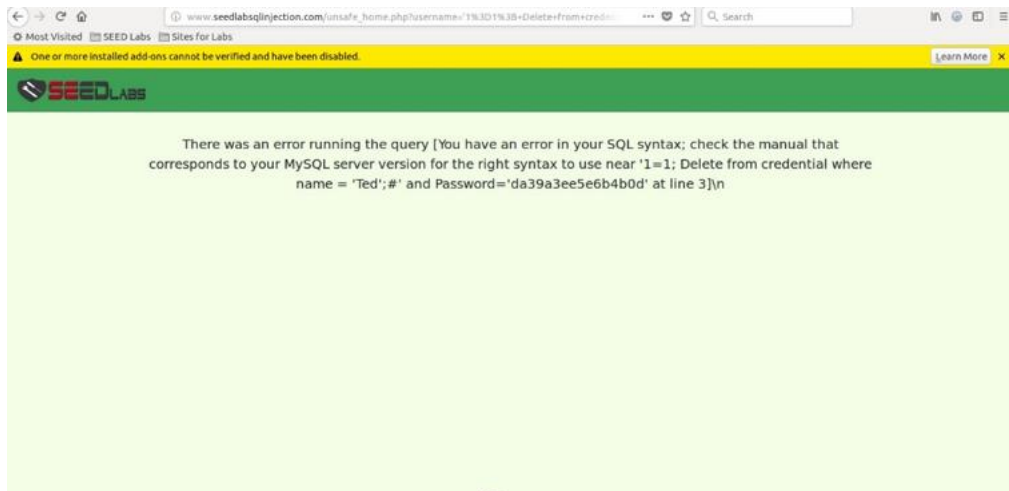 www.seedlabsqlinjection.com/unsafe_home.php?username='1%3D1%3B+Delete+from+creden
Search
Most Visited SEED Labs Sites for Labs
One or more installed add-ons cannot be verified and have been disabled. Learn More
SEEDLABS
There was an error running the query [You have an error in your SQL syntax; check the manual that
corresponds to your MySQL server version for the right syntax to use near '1=1; Delete from credential where
name = 'Ted';#' and Password='da39a3ee5e6b4b0d' at line 3]\n